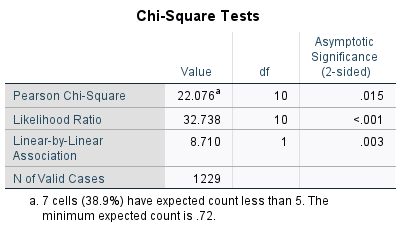 Chi-Square Tests
Asymptotic
Significance
Value df (2-sided)
Pearson Chi-Square 22.076a 10 .015
Likelihood Ratio 32.738 10 <.001
Linear-by-Linear 8.710 1 .003
Association
N of Valid Cases 1229
a. 7 cells (38.9%) have expected count less than 5. The
minimum expected count is .72.